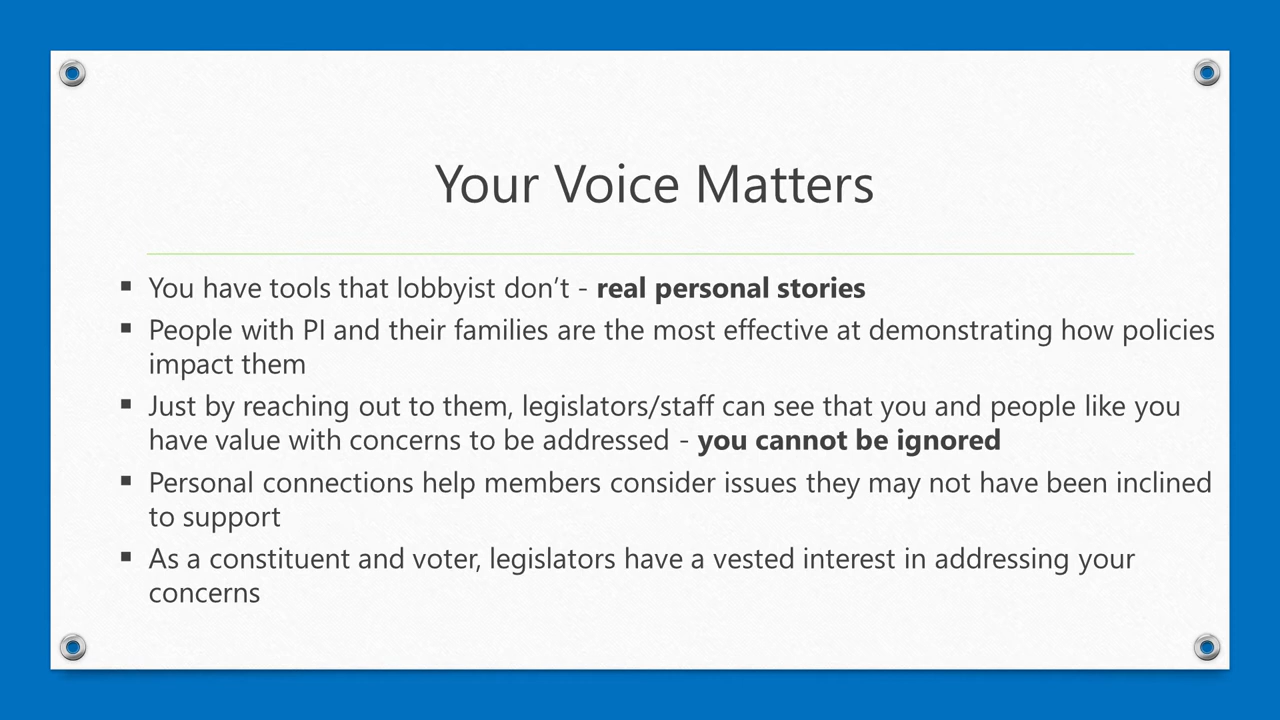 Your Voice Matters
▪ You have tools that lobbyist don’t - real personal stories
▪ People with PI and their families are the most effective at demonstrating how policies
impact them
▪ Just by reaching out to them, legislators/staff can see that you and people like you
have value with concerns to be addressed - you cannot be ignored
▪ Personal connections help members consider issues they may not have been inclined
to support
▪ As a constituent and voter, legislators have a vested interest in addressing your
concerns